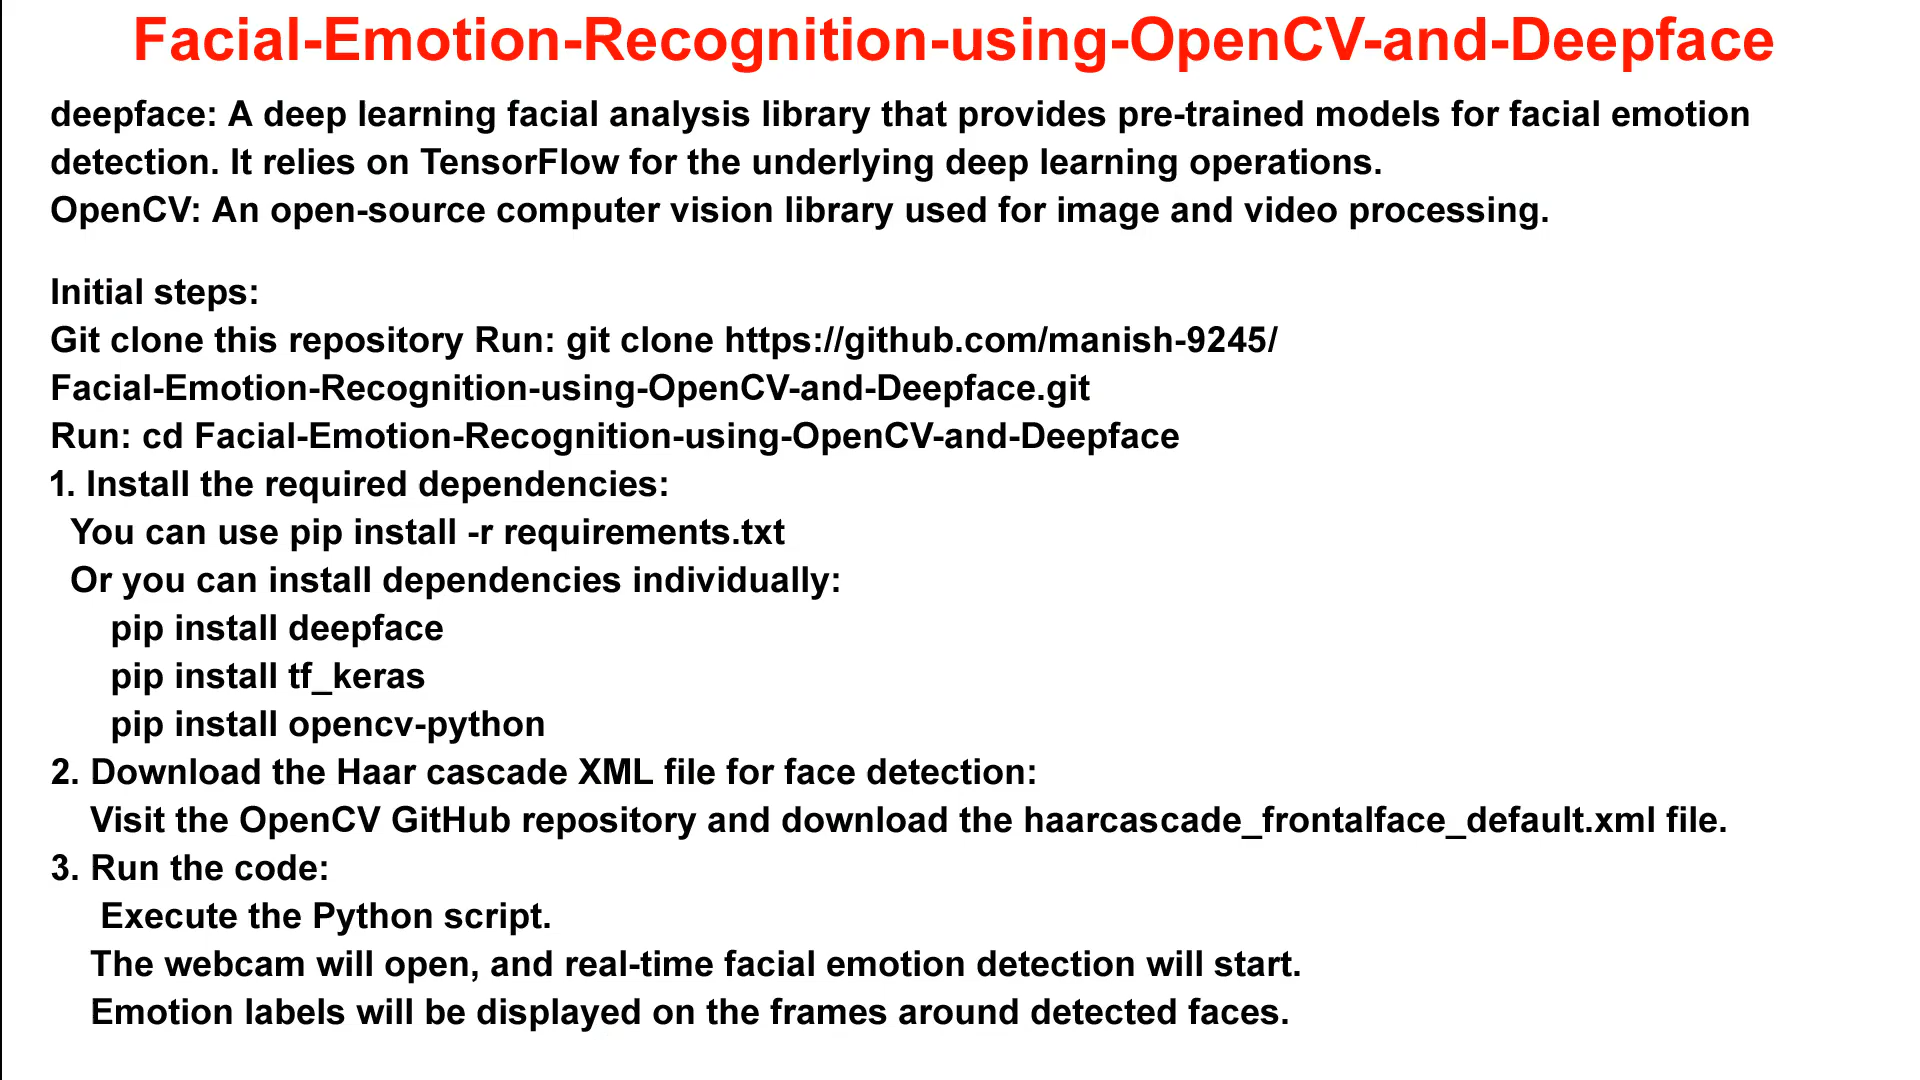 Facial-Emotion-Recognition-using-OpenCV-and-Deepface
deepface: A deep learning facial analysis library that provides pre-trained models for facial emotion
detection. It relies on TensorFlow for the underlying deep learning operations.
OpenCV: An open-source computer vision library used for image and video processing.
Initial steps:
Git clone this repository Run: git clone https://github.com/manish-9245/
Facial-Emotion-Recognition-using-OpenCV-and-Deepface.git
Run: cd Facial-Emotion-Recognition-using-OpenCV-and-Deepface
1. Install the required dependencies:
You can use pip install -r requirements.txt
Or you can install dependencies individually:
pip install deepface
pip install tf_keras
pip install opencv-python
2. Download the Haar cascade XML file for face detection:
Visit the OpenCV GitHub repository and download the haarcascade_frontalface_default.xml file.
3. Run the code:
Execute the Python script.
The webcam will open, and real-time facial emotion detection will start.
Emotion labels will be displayed on the frames around detected faces.